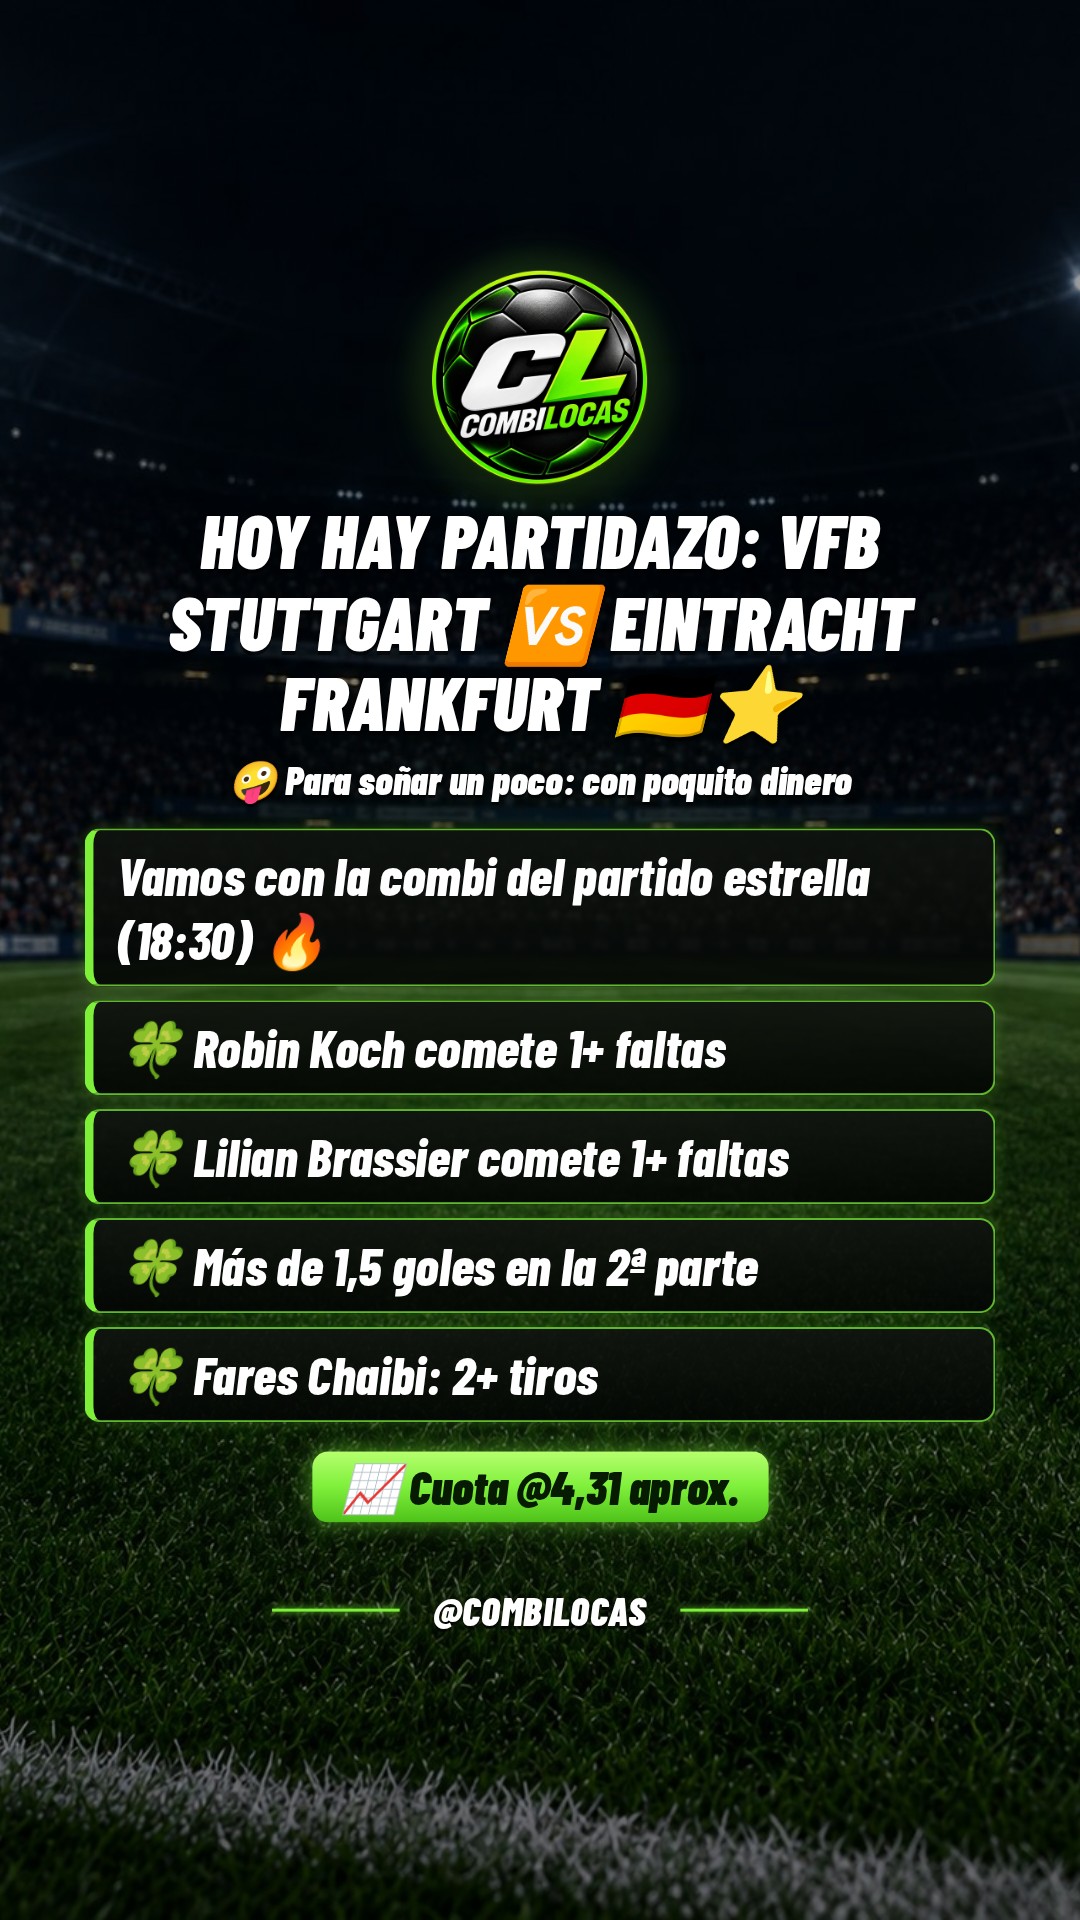 CL
COMBILOCAS
HOY HAY PARTIDAZO: VFB
STUTTGART 🆚 EINTRACHT
FRANKFURT 🇩🇪⭐
🤪 Para soñar un poco: con poquito dinero
Vamos con la combi del partido estrella
(18:30) 🔥
🍀 Robin Koch comete 1+ faltas
🍀 Lilian Brassier comete 1+ faltas
🍀 Más de 1,5 goles en la 2ª parte
🍀 Fares Chaibi: 2+ tiros
📈 Cuota @4,31 aprox.
@COMBILOCAS